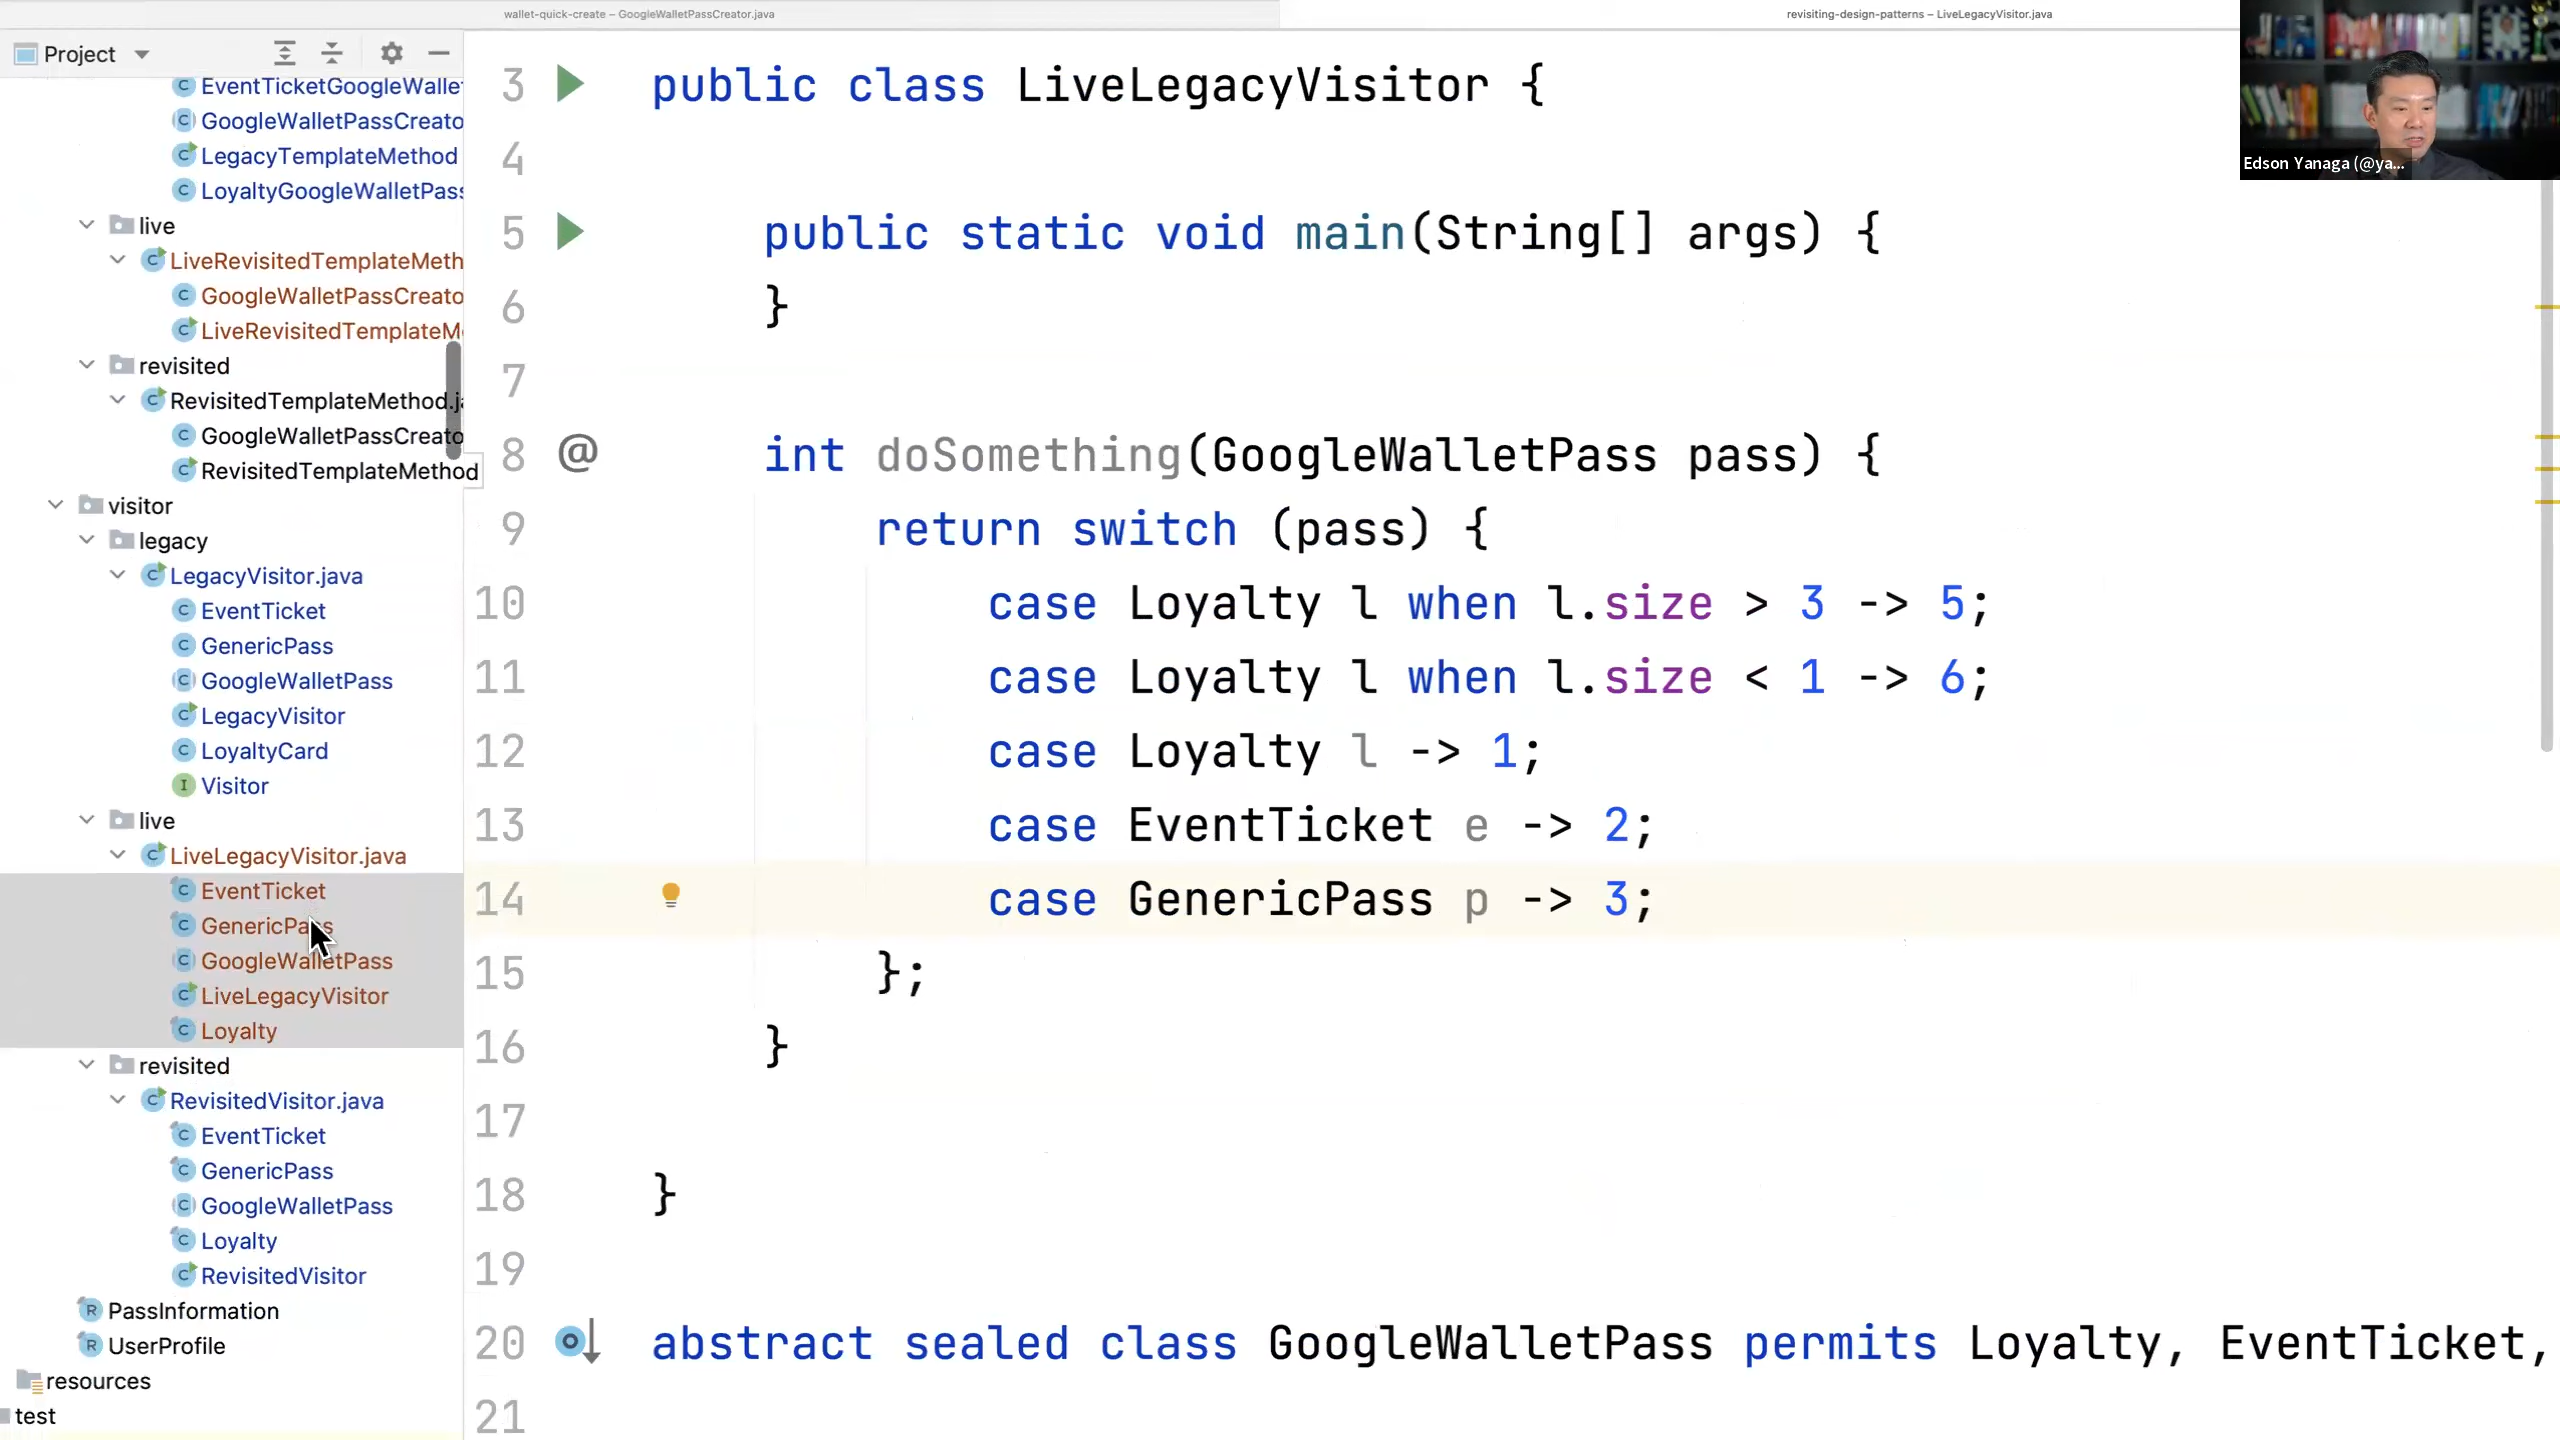 wallet-quick-create – GoogleWalletPassCreator.java
revisiting-design-patterns – LiveLegacyVisitor.java
Project
EventTicketGoogleWallet
GoogleWalletPassCreato
LegacyTemplateMethod
LoyaltyGoogleWalletPass
live
LiveRevisitedTemplateMeth
GoogleWalletPassCreato
LiveRevisitedTemplateM
revisited
RevisitedTemplateMethod.ja
GoogleWalletPassCreato
RevisitedTemplateMethod
visitor
legacy
LegacyVisitor.java
EventTicket
GenericPass
GoogleWalletPass
LegacyVisitor
LoyaltyCard
Visitor
live
LiveLegacyVisitor.java
EventTicket
GenericPass
GoogleWalletPass
LiveLegacyVisitor
Loyalty
revisited
RevisitedVisitor.java
EventTicket
GenericPass
GoogleWalletPass
Loyalty
RevisitedVisitor
PassInformation
UserProfile
resources
test
3 public class LiveLegacyVisitor {
4
5 public static void main(String[] args) {
6 }
7
8 @ int doSomething(GoogleWalletPass pass) {
9 return switch (pass) {
10 case Loyalty l when l.size > 3 -> 5;
11 case Loyalty l when l.size < 1 -> 6;
12 case Loyalty l -> 1;
13 case EventTicket e -> 2;
14 case GenericPass p -> 3;
15 };
16 }
17
18 }
19
20 abstract sealed class GoogleWalletPass permits Loyalty, EventTicket,
21
Edson Yanaga (@ya...